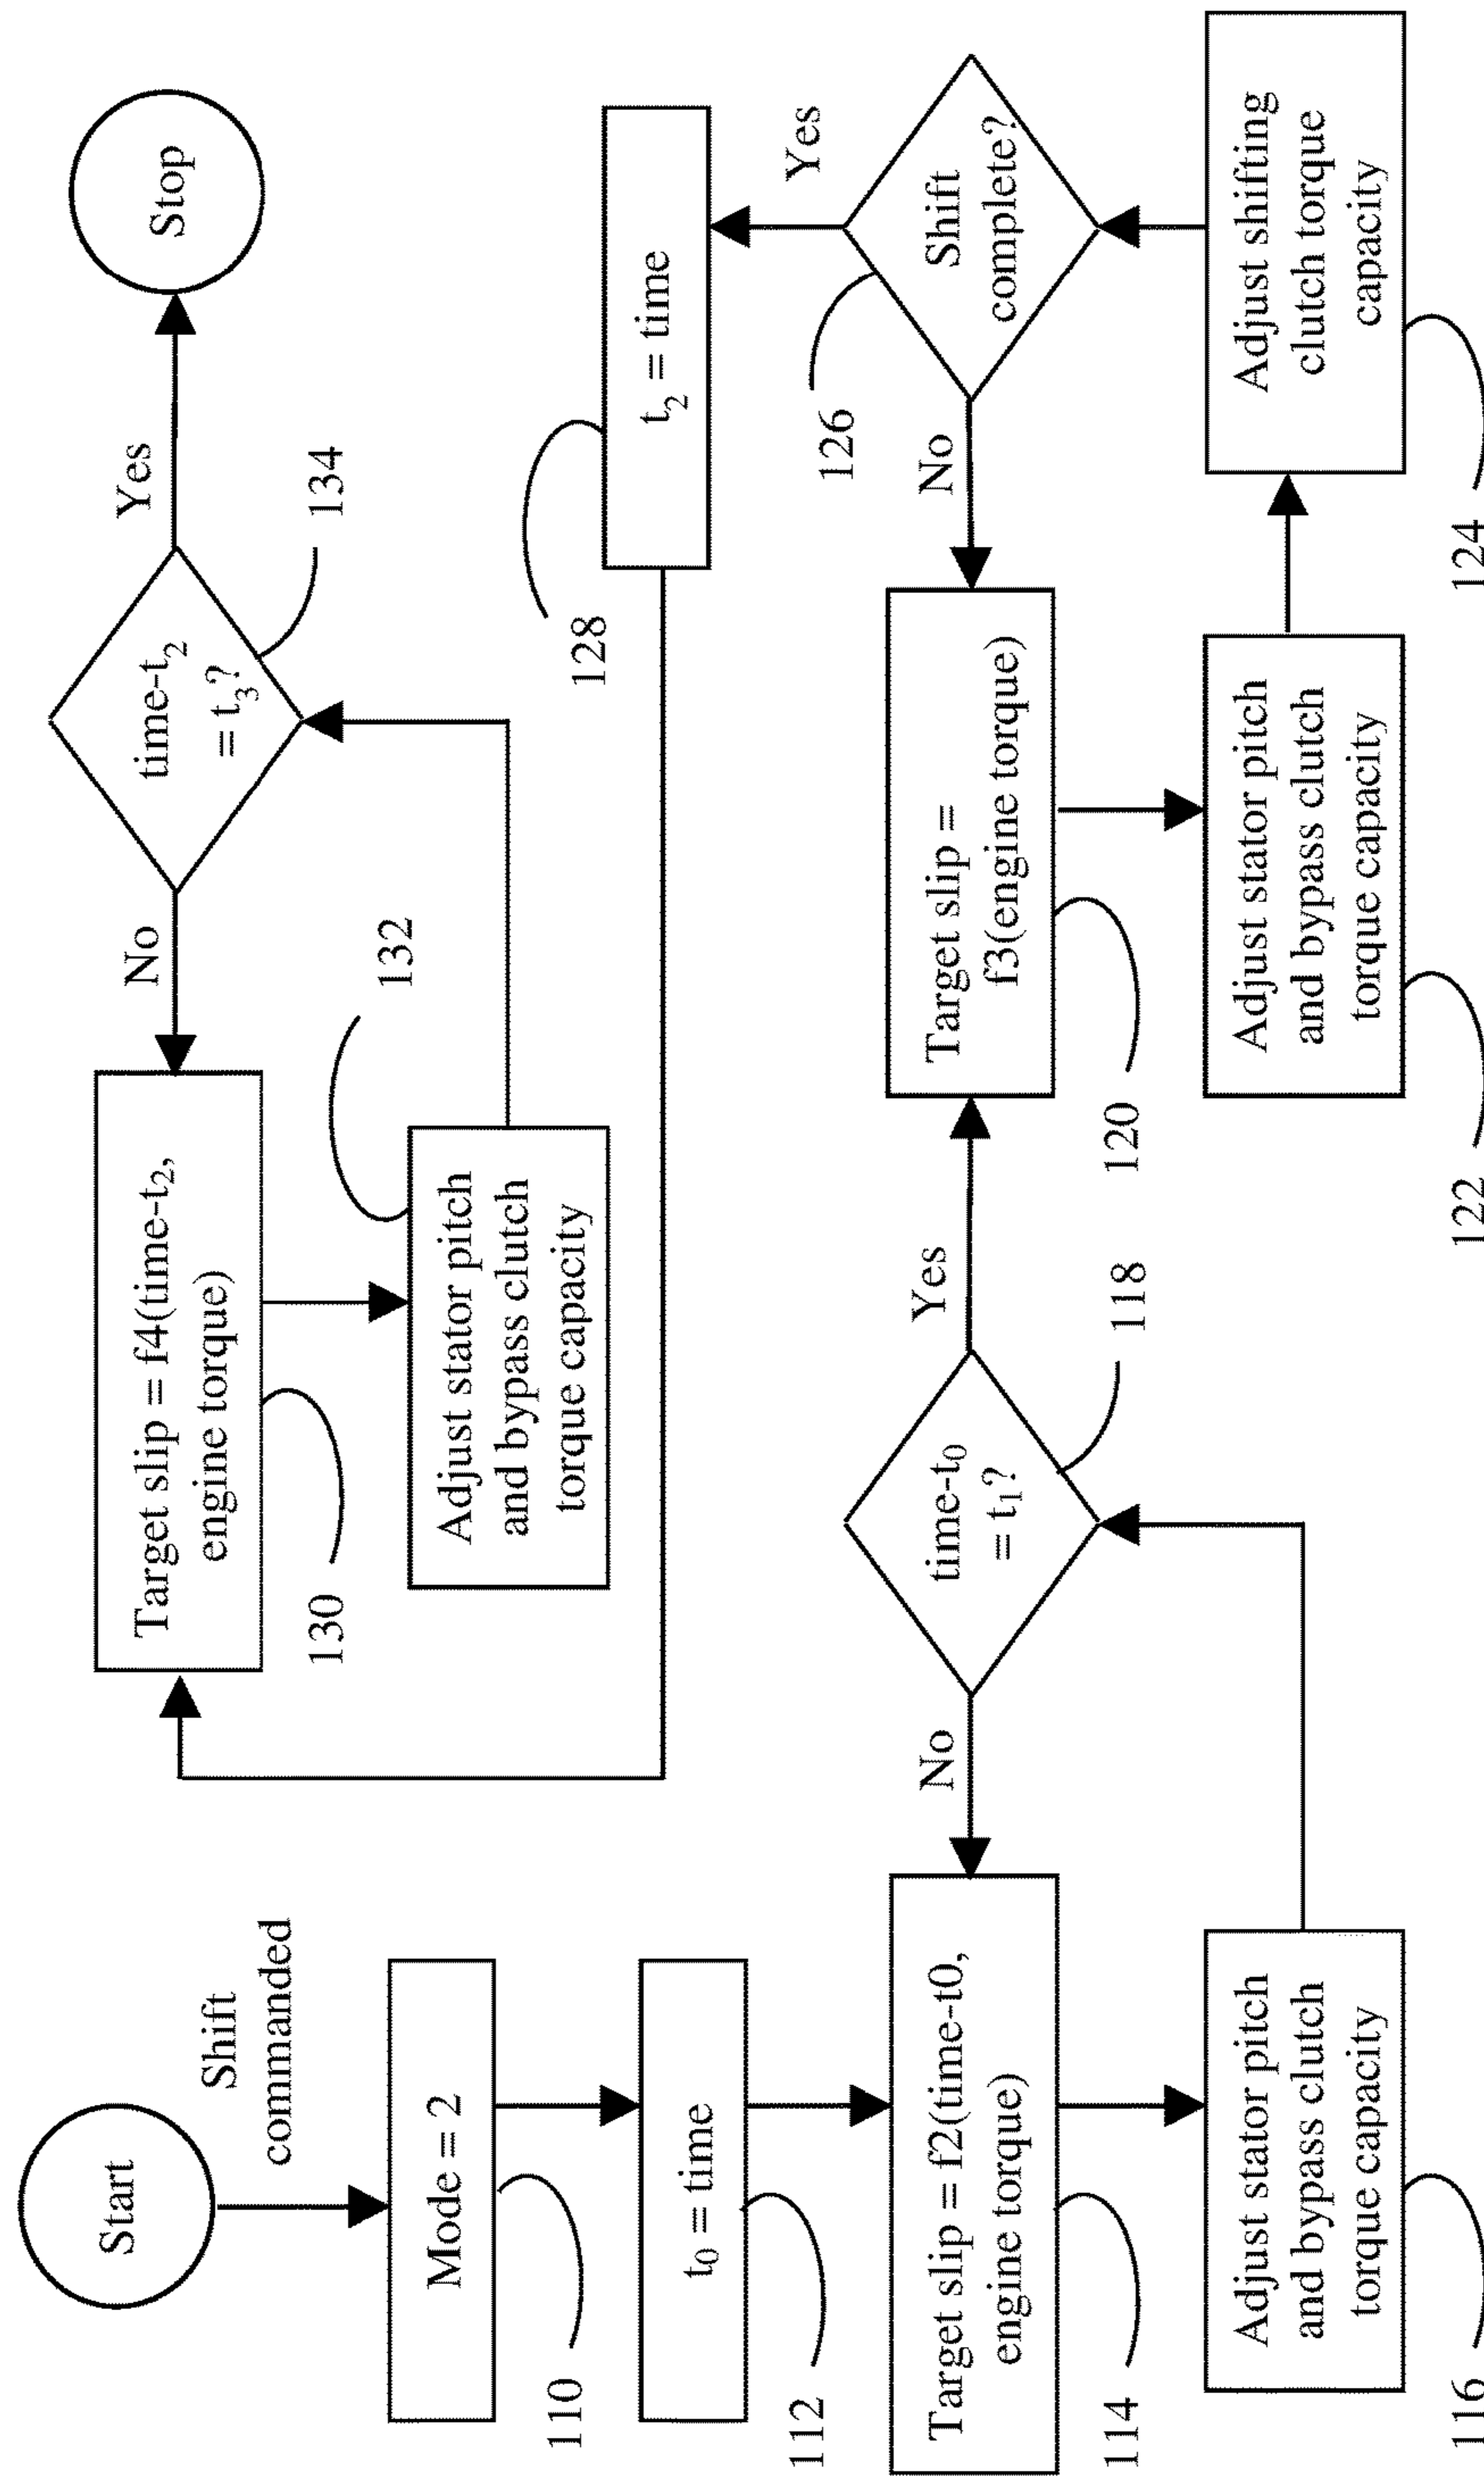 Start
Shift
commanded
Mode = 2
110
t₀ = time
112
Target slip = f2(time-t0,
engine torque)
114
Adjust stator pitch
and bypass clutch
torque capacity
116
time-t₀
= t₁?
118
No
Yes
Target slip =
f3(engine torque)
120
Adjust stator pitch
and bypass clutch
torque capacity
122
Adjust shifting
clutch torque
capacity
124
Shift
complete?
126
No
Yes
t₂ = time
128
Target slip = f4(time-t₂,
engine torque)
130
Adjust stator pitch
and bypass clutch
torque capacity
132
time-t₂
= t₃?
134
No
Yes
Stop